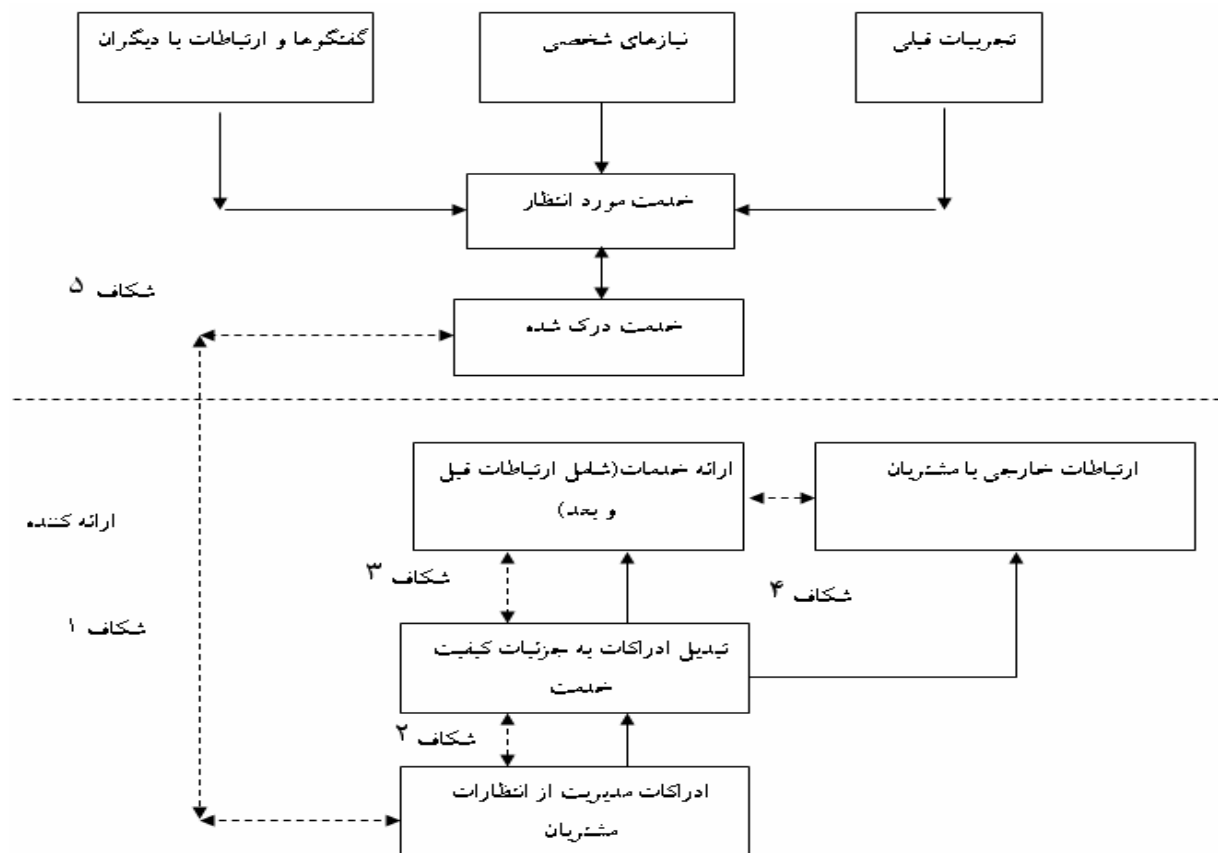 گفتگوها و ارتباطات با دیگران
نیازهای شخصی
تجربیات قبلی
خدمت مورد انتظار
شکاف ۵
خدمت درک شده
ارائه خدمات(شامل ارتباطات قبل
و بعد)
ارتباطات خارجی با مشتریان
ارائه کننده
شکاف ۳
شکاف ۴
شکاف ۱
تبدیل ادراکات به جزئیات کیفیت
خدمت
شکاف ۲
ادراکات مدیریت از انتظارات
مشتریان